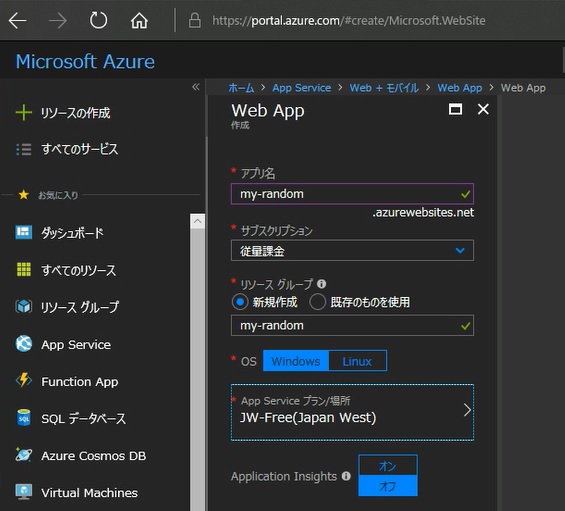 https://portal.azure.com/#create/Microsoft.WebSite
Microsoft Azure
ホーム > App Service > Web + モバイル > Web App > Web App
リソースの作成
すべてのサービス
お気に入り
ダッシュボード
すべてのリソース
リソース グループ
App Service
Function App
SQL データベース
Azure Cosmos DB
Virtual Machines
Web App
作成
* アプリ名
my-random
.azurewebsites.net
* サブスクリプション
従量課金
* リソース グループ
新規作成 既存のものを使用
my-random
* OS Windows Linux
* App Service プラン/場所
JW-Free(Japan West)
Application Insights オン
オフ